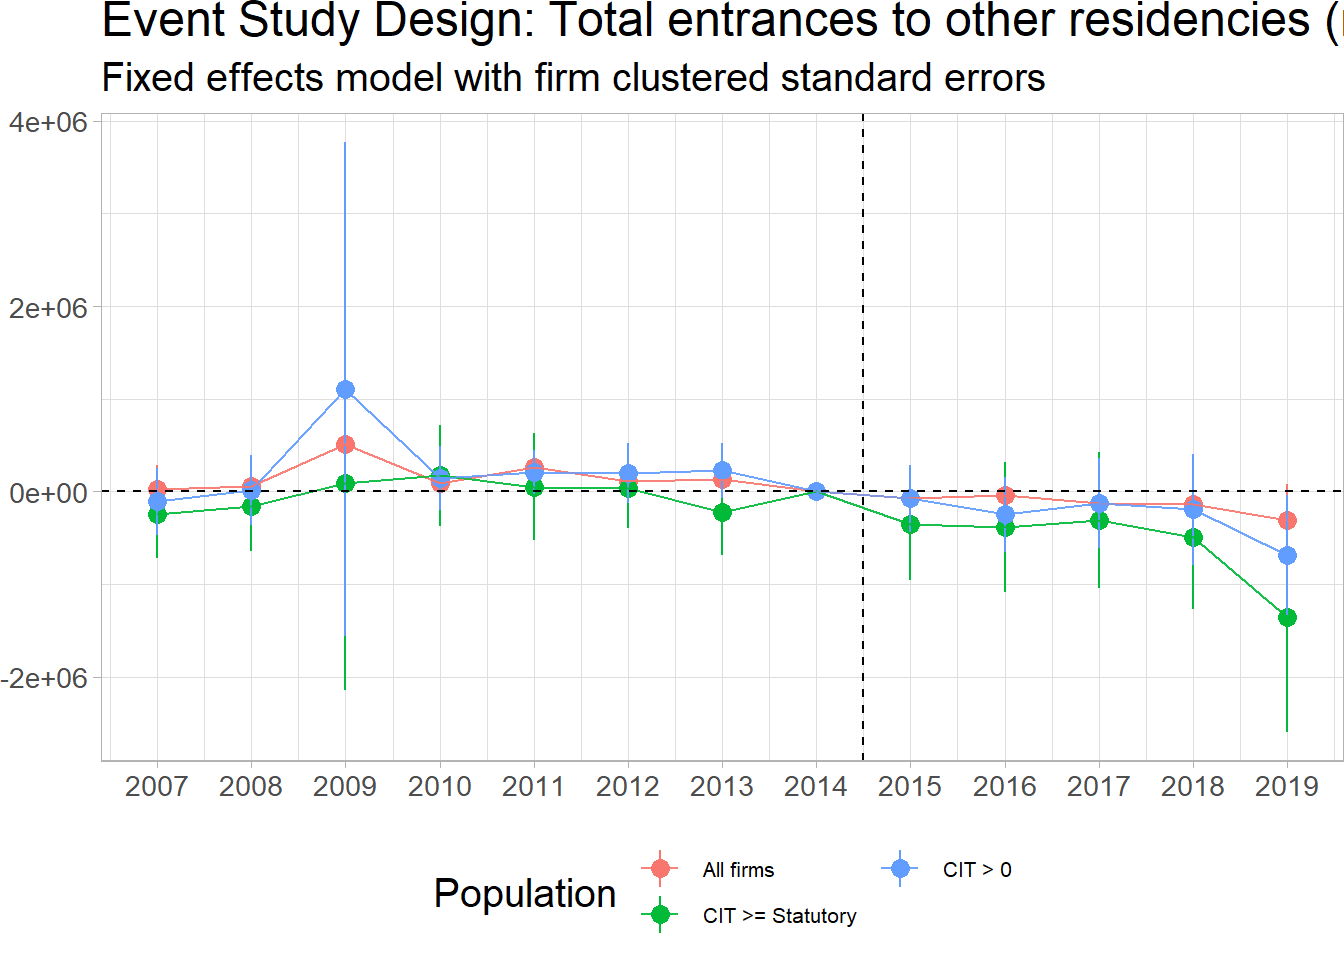 Event Study Design: Total entrances to other residencies (
Fixed effects model with firm clustered standard errors
4e+06
2e+06
0e+00
-2e+06
2007 2008 2009 2010 2011 2012 2013 2014 2015 2016 2017 2018 2019
Population
All firms
CIT > 0
CIT >= Statutory